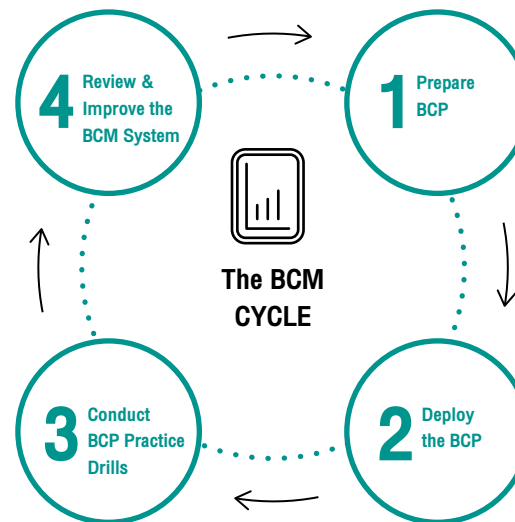 4
Review &
Improve the
BCM System
1
Prepare
BCP
The BCM
CYCLE
3
Conduct
BCP Practice
Drills
2
Deploy
the BCP